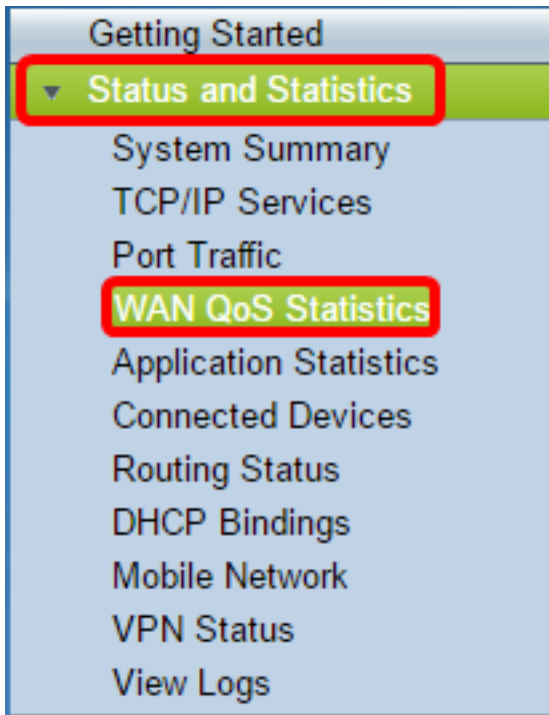 Getting Started
Status and Statistics
System Summary
TCP/IP Services
Port Traffic
WAN QoS Statistics
Application Statistics
Connected Devices
Routing Status
DHCP Bindings
Mobile Network
VPN Status
View Logs